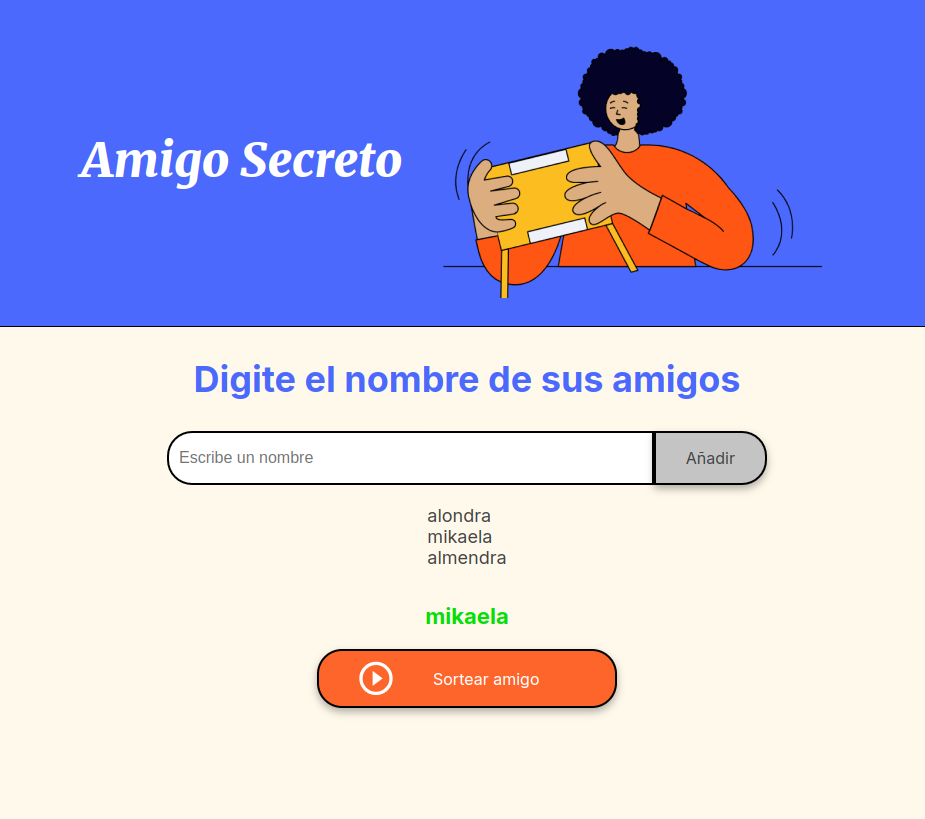 Amigo Secreto
Digite el nombre de sus amigos
Escribe un nombre
Añadir
alondra
mikaela
almendra
mikaela
Sortear amigo